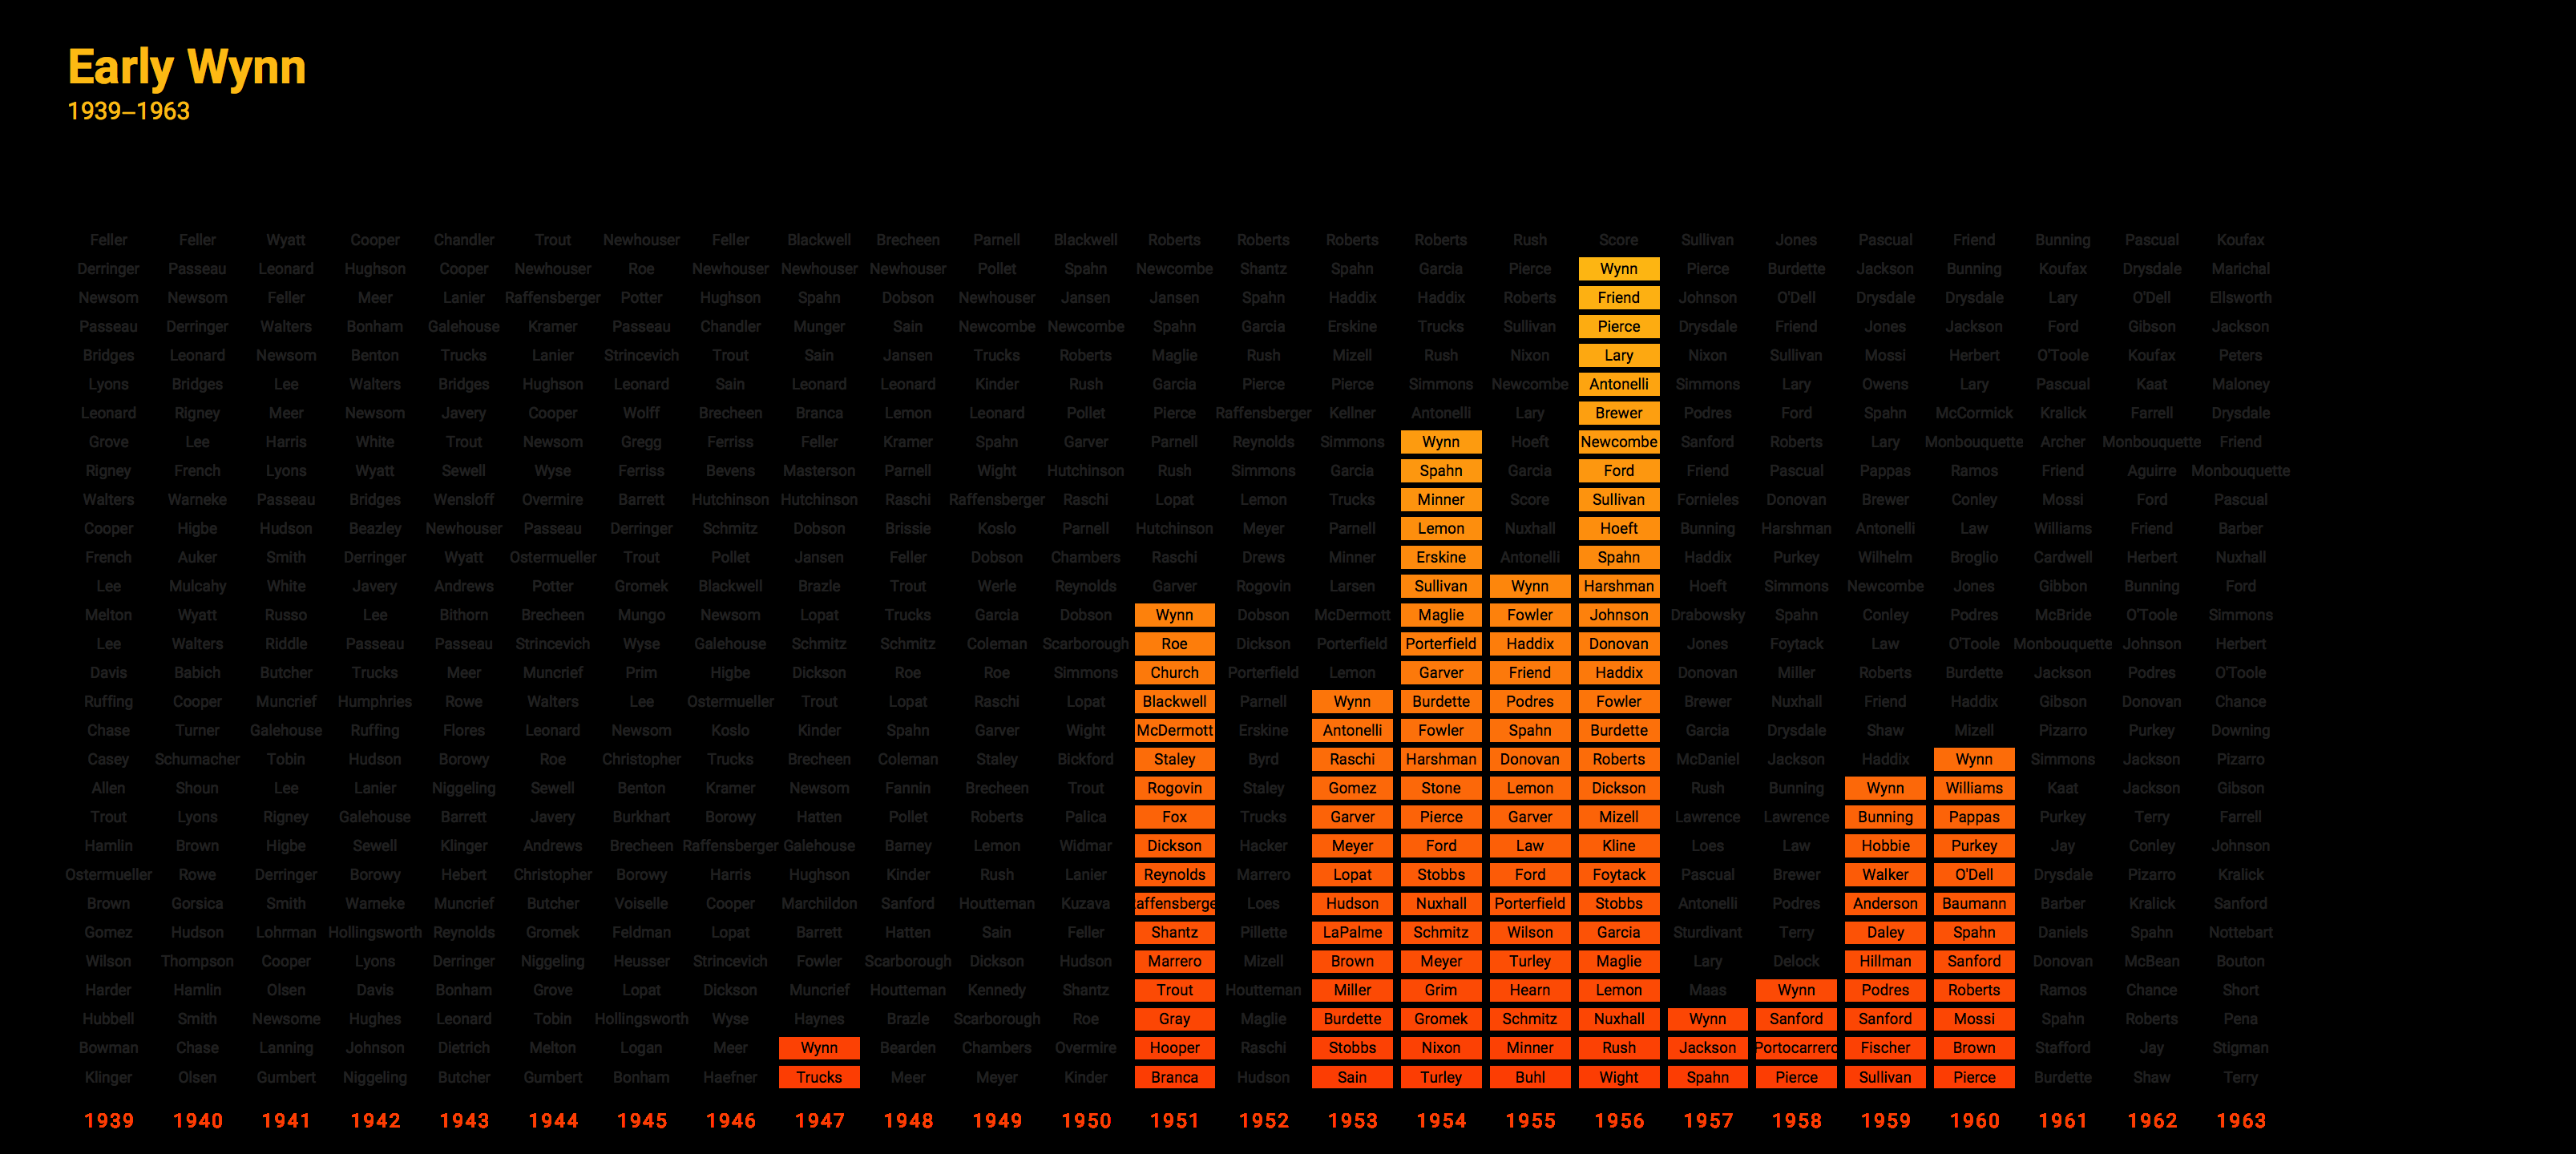 Early Wynn
1939–1963
Feller Feller Wyatt Cooper Chandler Trout Newhouser Feller Blackwell Brecheen Parnell Blackwell Roberts Roberts Roberts Roberts Rush Score Sullivan Jones Pascual Friend Bunning Pascual Koufax
Derringer Passeau Leonard Hughson Cooper Newhouser Roe Newhouser Newhouser Newhouser Pollet Spahn Newcombe Shantz Spahn Garcia Pierce Wynn Pierce Burdette Jackson Bunning Koufax Drysdale Marichal
Newsom Newsom Feller Meer Lanier Raffensberger Potter Hughson Spahn Dobson Newhouser Jansen Jansen Spahn Haddix Haddix Roberts Friend Johnson O'Dell Drysdale Drysdale Lary O'Dell Ellsworth
Passeau Derringer Walters Bonham Galehouse Kramer Passeau Chandler Munger Sain Newcombe Newcombe Spahn Garcia Erskine Trucks Sullivan Pierce Drysdale Friend Jones Jackson Ford Gibson Jackson
Bridges Leonard Newsom Benton Trucks Lanier Strincevich Trout Sain Jansen Trucks Roberts Maglie Rush Mizell Rush Nixon Lary Nixon Sullivan Mossi Herbert O'Toole Koufax Peters
Lyons Bridges Lee Walters Bridges Hughson Leonard Sain Leonard Leonard Kinder Rush Garcia Pierce Pierce Simmons Newcombe Antonelli Simmons Lary Owens Lary Pascual Kaat Maloney
Leonard Rigney Meer Newsom Javery Cooper Wolff Brecheen Branca Lemon Leonard Pollet Pierce Raffensberger Kellner Antonelli Lary Brewer Podres Ford Spahn McCormick Kralick Farrell Drysdale
Grove Lee Harris White Trout Newsom Gregg Ferriss Feller Kramer Spahn Garver Parnell Reynolds Simmons Wynn Hoeft Newcombe Sanford Roberts Lary Monbouquette Archer Monbouquette Friend
Rigney French Lyons Wyatt Sewell Wyse Ferriss Bevens Masterson Parnell Wight Hutchinson Rush Simmons Garcia Spahn Garcia Ford Friend Pascual Pappas Ramos Friend Aguirre Monbouquette
Walters Warneke Passeau Bridges Wensloff Overmire Barrett Hutchinson Hutchinson Raschi Raffensberger Raschi Lopat Lemon Trucks Minner Score Sullivan Fornieles Donovan Brewer Conley Mossi Ford Pascual
Cooper Higbe Hudson Beazley Newhouser Passeau Derringer Schmitz Dobson Brissie Koslo Parnell Hutchinson Meyer Parnell Lemon Nuxhall Hoeft Bunning Harshman Antonelli Law Williams Friend Barber
French Auker Smith Derringer Wyatt Ostermueller Trout Pollet Jansen Feller Dobson Chambers Raschi Drews Minner Erskine Antonelli Spahn Haddix Purkey Wilhelm Broglio Cardwell Herbert Nuxhall
Lee Mulcahy White Javery Andrews Potter Gromek Blackwell Brazle Trout Werle Reynolds Garver Rogovin Larsen Sullivan Wynn Harshman Hoeft Simmons Newcombe Jones Gibbon Bunning Ford
Melton Wyatt Russo Lee Bithorn Brecheen Mungo Newsom Lopat Trucks Garcia Dobson Wynn Dobson McDermott Maglie Fowler Johnson Drabowsky Spahn Conley Podres McBride O'Toole Simmons
Lee Walters Riddle Passeau Passeau Strincevich Wyse Galehouse Schmitz Schmitz Coleman Scarborough Roe Dickson Porterfield Porterfield Haddix Donovan Jones Foytack Law O'Toole Monbouquette Johnson Herbert
Davis Babich Butcher Trucks Meer Muncrief Prim Higbe Dickson Roe Roe Simmons Church Porterfield Lemon Garver Friend Haddix Donovan Miller Roberts Burdette Jackson Podres O'Toole
Ruffing Cooper Muncrief Humphries Rowe Walters Lee Ostermueller Trout Lopat Raschi Lopat Blackwell Parnell Wynn Burdette Podres Fowler Brewer Nuxhall Friend Haddix Gibson Donovan Chance
Chase Turner Galehouse Ruffing Flores Leonard Newsom Koslo Kinder Spahn Garver Wight McDermott Erskine Antonelli Fowler Spahn Burdette Garcia Drysdale Shaw Mizell Pizarro Purkey Downing
Casey Schumacher Tobin Hudson Borowy Roe Christopher Trucks Brecheen Coleman Staley Bickford Staley Byrd Raschi Harshman Donovan Roberts McDaniel Jackson Haddix Wynn Simmons Jackson Pizarro
Allen Shoun Lee Lanier Niggeling Sewell Benton Kramer Newsom Fannin Brecheen Trout Rogovin Staley Gomez Stone Lemon Dickson Rush Bunning Wynn Williams Kaat Jackson Gibson
Trout Lyons Rigney Galehouse Barrett Javery Burkhart Borowy Hatten Pollet Roberts Palica Fox Trucks Garver Pierce Garver Mizell Lawrence Lawrence Bunning Pappas Purkey Terry Farrell
Hamlin Brown Higbe Sewell Klinger Andrews Brecheen Raffensberger Galehouse Barney Lemon Widmar Dickson Hacker Meyer Ford Law Kline Loes Law Hobbie Purkey Jay Conley Johnson
Ostermueller Rowe Derringer Borowy Hebert Christopher Borowy Harris Hughson Kinder Rush Lanier Reynolds Marrero Lopat Stobbs Ford Foytack Pascual Brewer Walker O'Dell Drysdale Pizarro Kralick
Brown Gorsica Smith Warneke Muncrief Butcher Voiselle Cooper Marchildon Sanford Houtteman Kuzava affensberge Loes Hudson Nuxhall Porterfield Stobbs Antonelli Podres Anderson Baumann Barber Kralick Sanford
Gomez Hudson Lohrman Hollingsworth Reynolds Gromek Feldman Lopat Barrett Hatten Sain Feller Shantz Pillette LaPalme Schmitz Wilson Garcia Sturdivant Terry Daley Spahn Daniels Spahn Nottebart
Wilson Thompson Cooper Lyons Derringer Niggeling Heusser Strincevich Fowler Scarborough Dickson Hudson Marrero Mizell Brown Meyer Turley Maglie Lary Delock Hillman Sanford Donovan McBean Bouton
Harder Hamlin Olsen Davis Bonham Grove Lopat Dickson Muncrief Houtteman Kennedy Shantz Trout Houtteman Miller Grim Hearn Lemon Maas Wynn Podres Roberts Ramos Chance Short
Hubbell Smith Newsome Hughes Leonard Tobin Hollingsworth Wyse Haynes Brazle Scarborough Roe Gray Maglie Burdette Gromek Schmitz Nuxhall Wynn Sanford Sanford Mossi Spahn Roberts Pena
Bowman Chase Lanning Johnson Dietrich Melton Logan Meer Wynn Bearden Chambers Overmire Hooper Raschi Stobbs Nixon Minner Rush Jackson Portocarrero Fischer Brown Stafford Jay Stigman
Klinger Olsen Gumbert Niggeling Butcher Gumbert Bonham Haefner Trucks Meer Meyer Kinder Branca Hudson Sain Turley Buhl Wight Spahn Pierce Sullivan Pierce Burdette Shaw Terry
1939 1940 1941 1942 1943 1944 1945 1946 1947 1948 1949 1950 1951 1952 1953 1954 1955 1956 1957 1958 1959 1960 1961 1962 1963